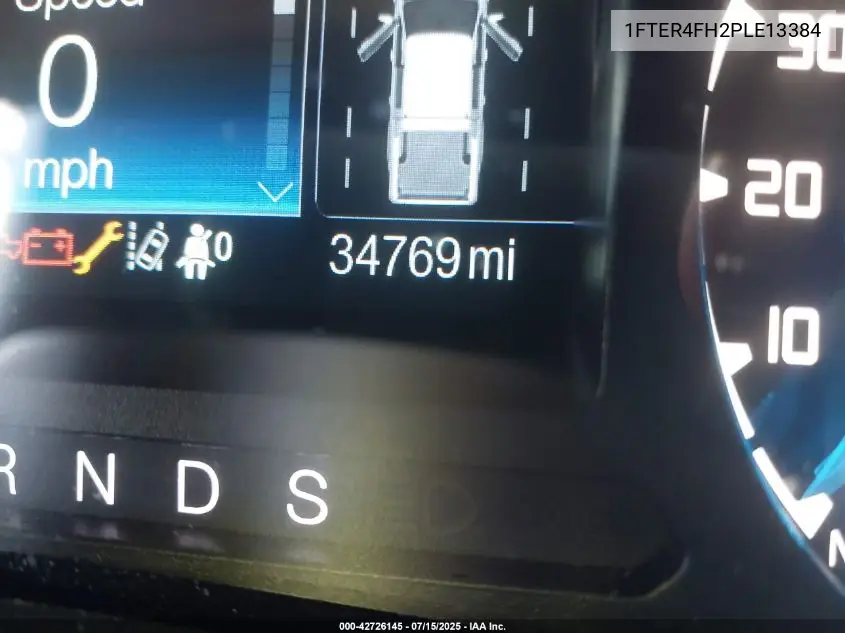 Speed
1FTER4FH2PLE13384
30
0
mph
20
0
34769 mi
10
R N D S
N
000-42726145 - 07/15/2025 - IAA Inc.